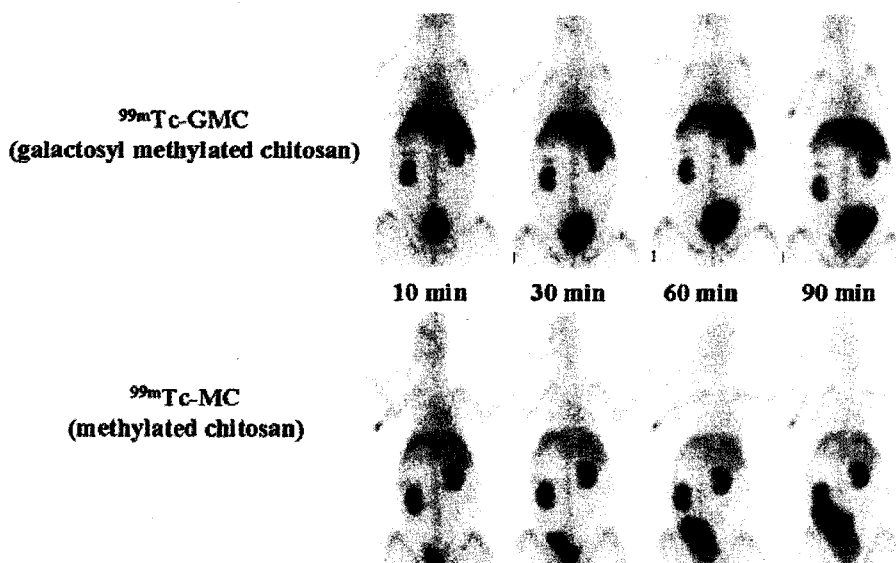 ⁹⁹ᵐTc-GMC
(galactosyl methylated chitosan)
10 min 30 min 60 min 90 min
⁹⁹ᵐTc-MC
(methylated chitosan)